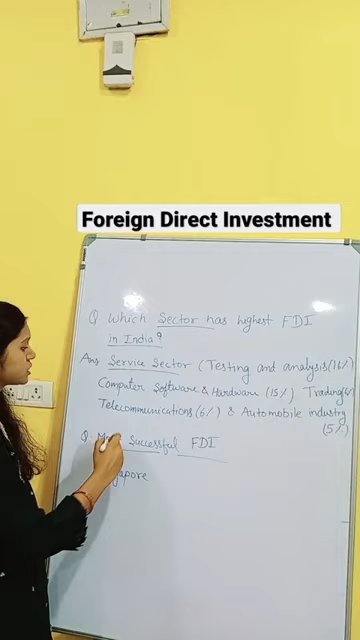 Foreign Direct Investment
Q Which Sector has highest FDI
in India?
Ans Service Sector (Testing and analysis (16%)
Computer Software & Hardware (15%) Trading (6%)
Telecommunications (6%) & Automobile industry
(5%)
Q Successful FDI